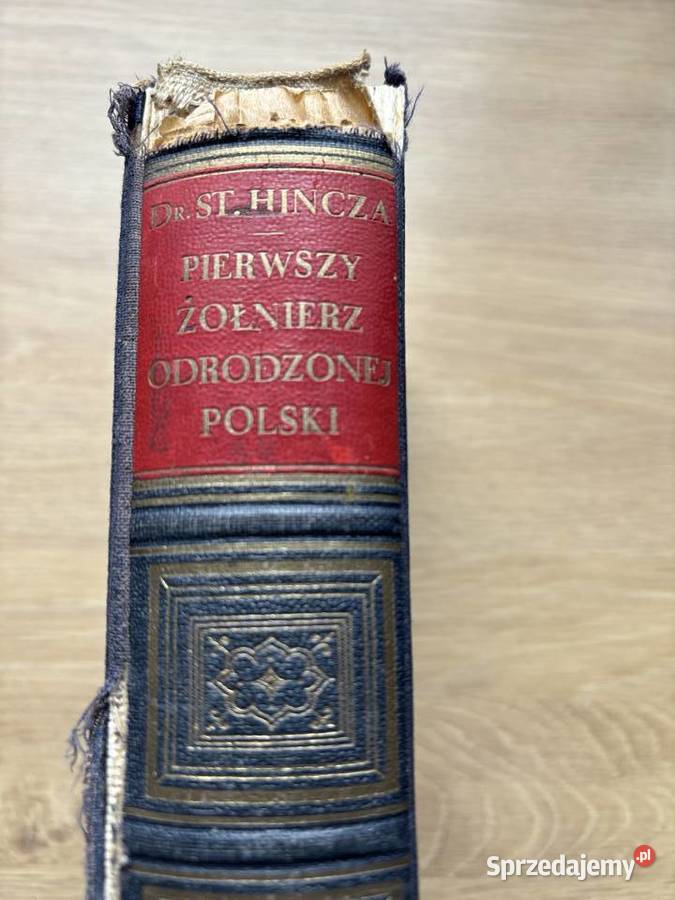 DR. ST. HINCZA
PIERWSZY
ŻOŁNIERZ
ODRODZONEJ
POLSKI
Sprzedajemy.pl